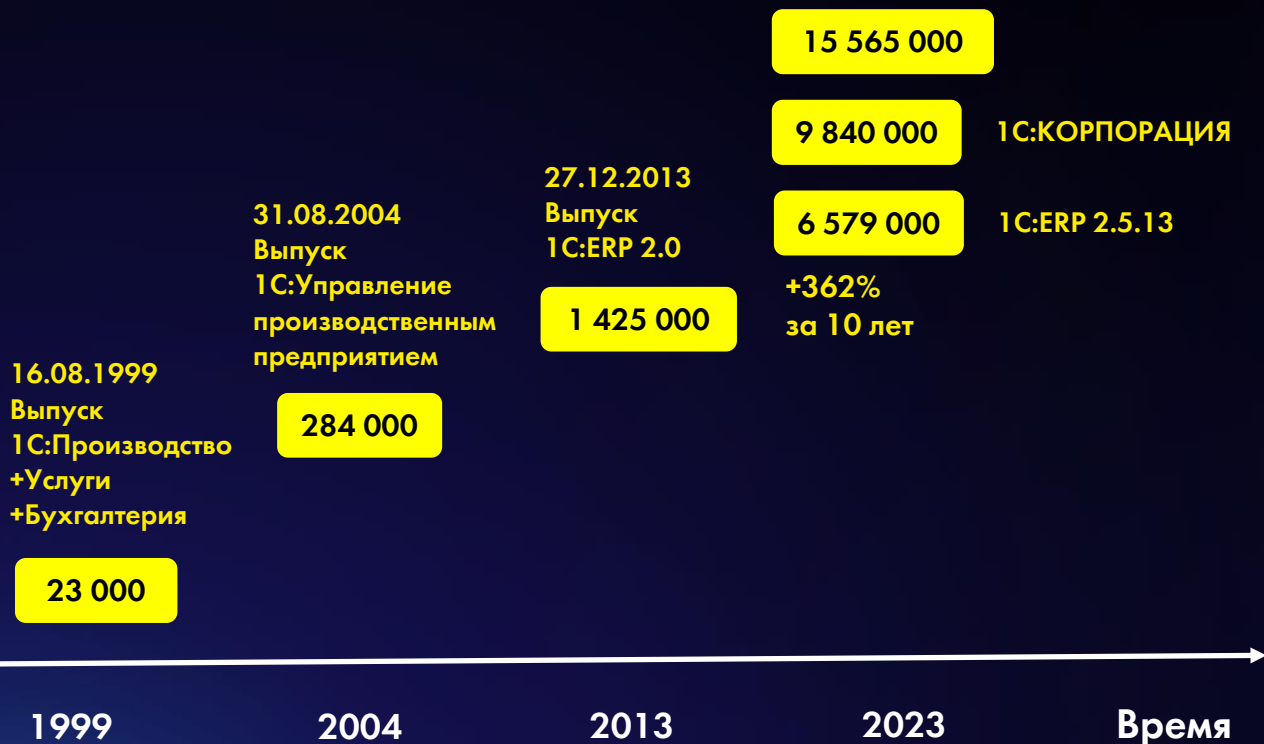 16.08.1999
Выпуск
1С:Производство
+Услуги
+Бухгалтерия
23 000
31.08.2004
Выпуск
1С:Управление
производственным
предприятием
284 000
27.12.2013
Выпуск
1С:ERP 2.0
1 425 000
15 565 000
9 840 000 1С:КОРПОРАЦИЯ
6 579 000 1С:ERP 2.5.13
+362%
за 10 лет
1999 2004 2013 2023 Время